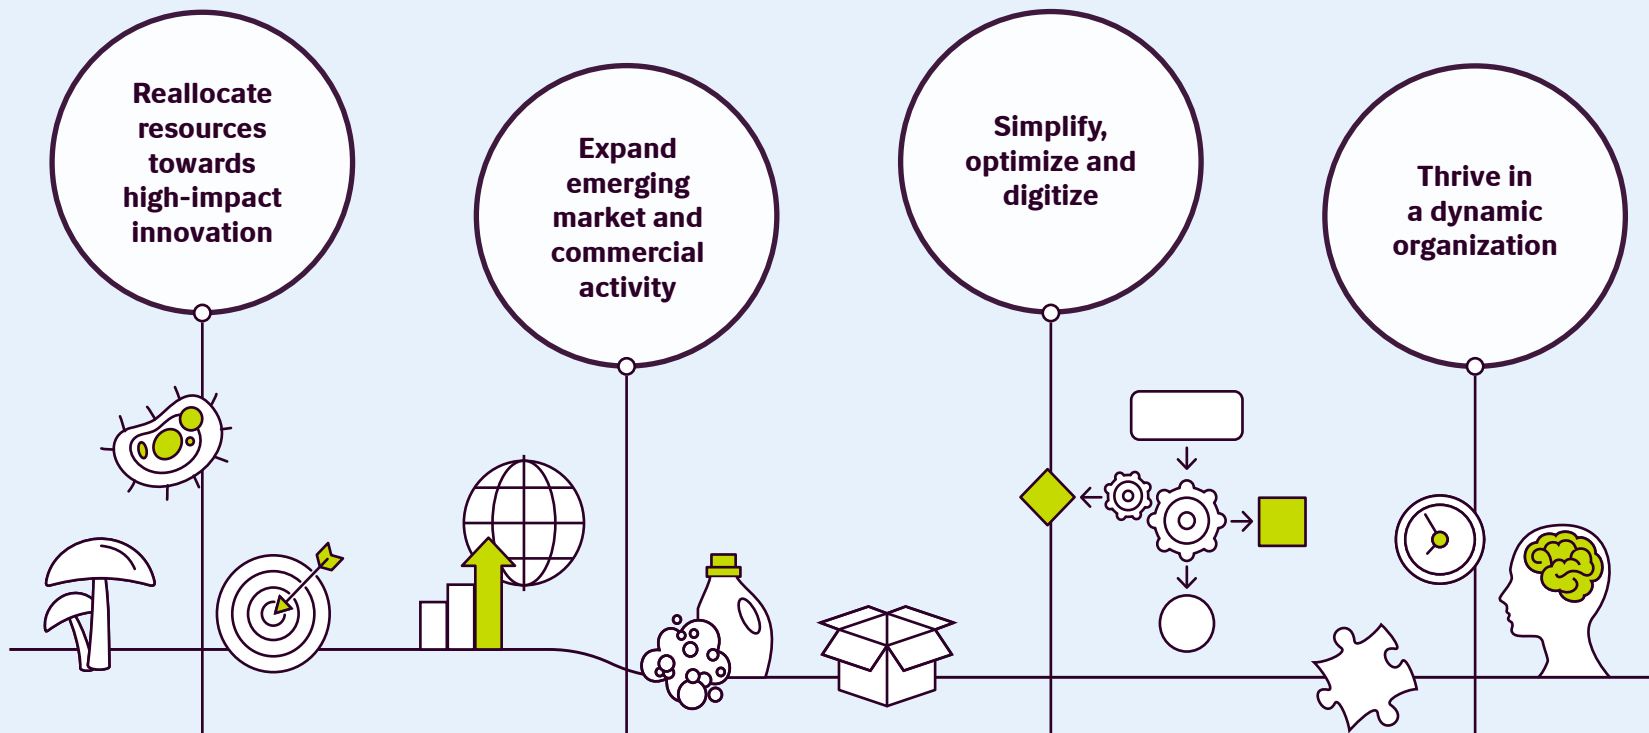 Reallocate
resources
towards
high-impact
innovation
Expand
emerging
market and
commercial
activity
Simplify,
optimize and
digitize
Thrive in
a dynamic
organization